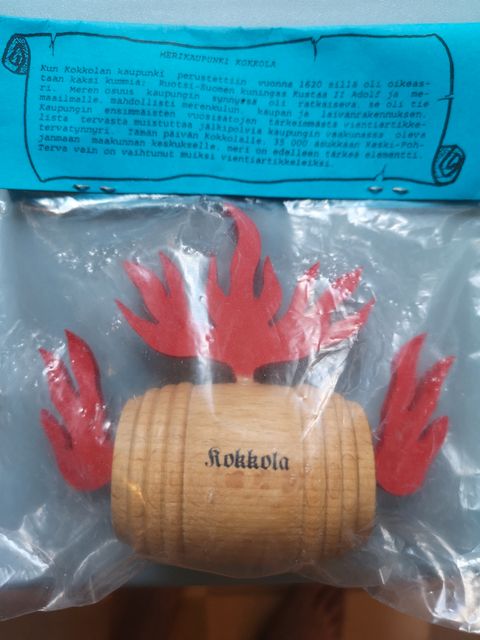 MERIKAUPUNKI KOKKOLA
Kun Kokkolan kaupunki perustettiin vuonna 1620 sillä oli oikeas-
taan kaksi kummia: Ruotsi-Suomen kuningas Kustaa II Adolf ja me-
ri. Meren osuus kaupungin synnyssä oli ratkaiseva, se oli tie
maailmalle, mahdollisti merenkulun kaupan ja laivanrakennuksen.
Kaupungin ensimmäisten vuosisatojen tärkeimmästä vientiartikke-
lista tervasta muistuttaa jälkipolvia kaupungin vaakunassa oleva
tervatynnyri. Tämän päivän Kokkolalle, 35 000 asukkaan Keski-Poh-
janmaan maakunnan keskukselle, meri on edelleen tärkeä elementti.
Terva vain on vaihtunut muiksi vientiartikkeleiksi.
Kokkola